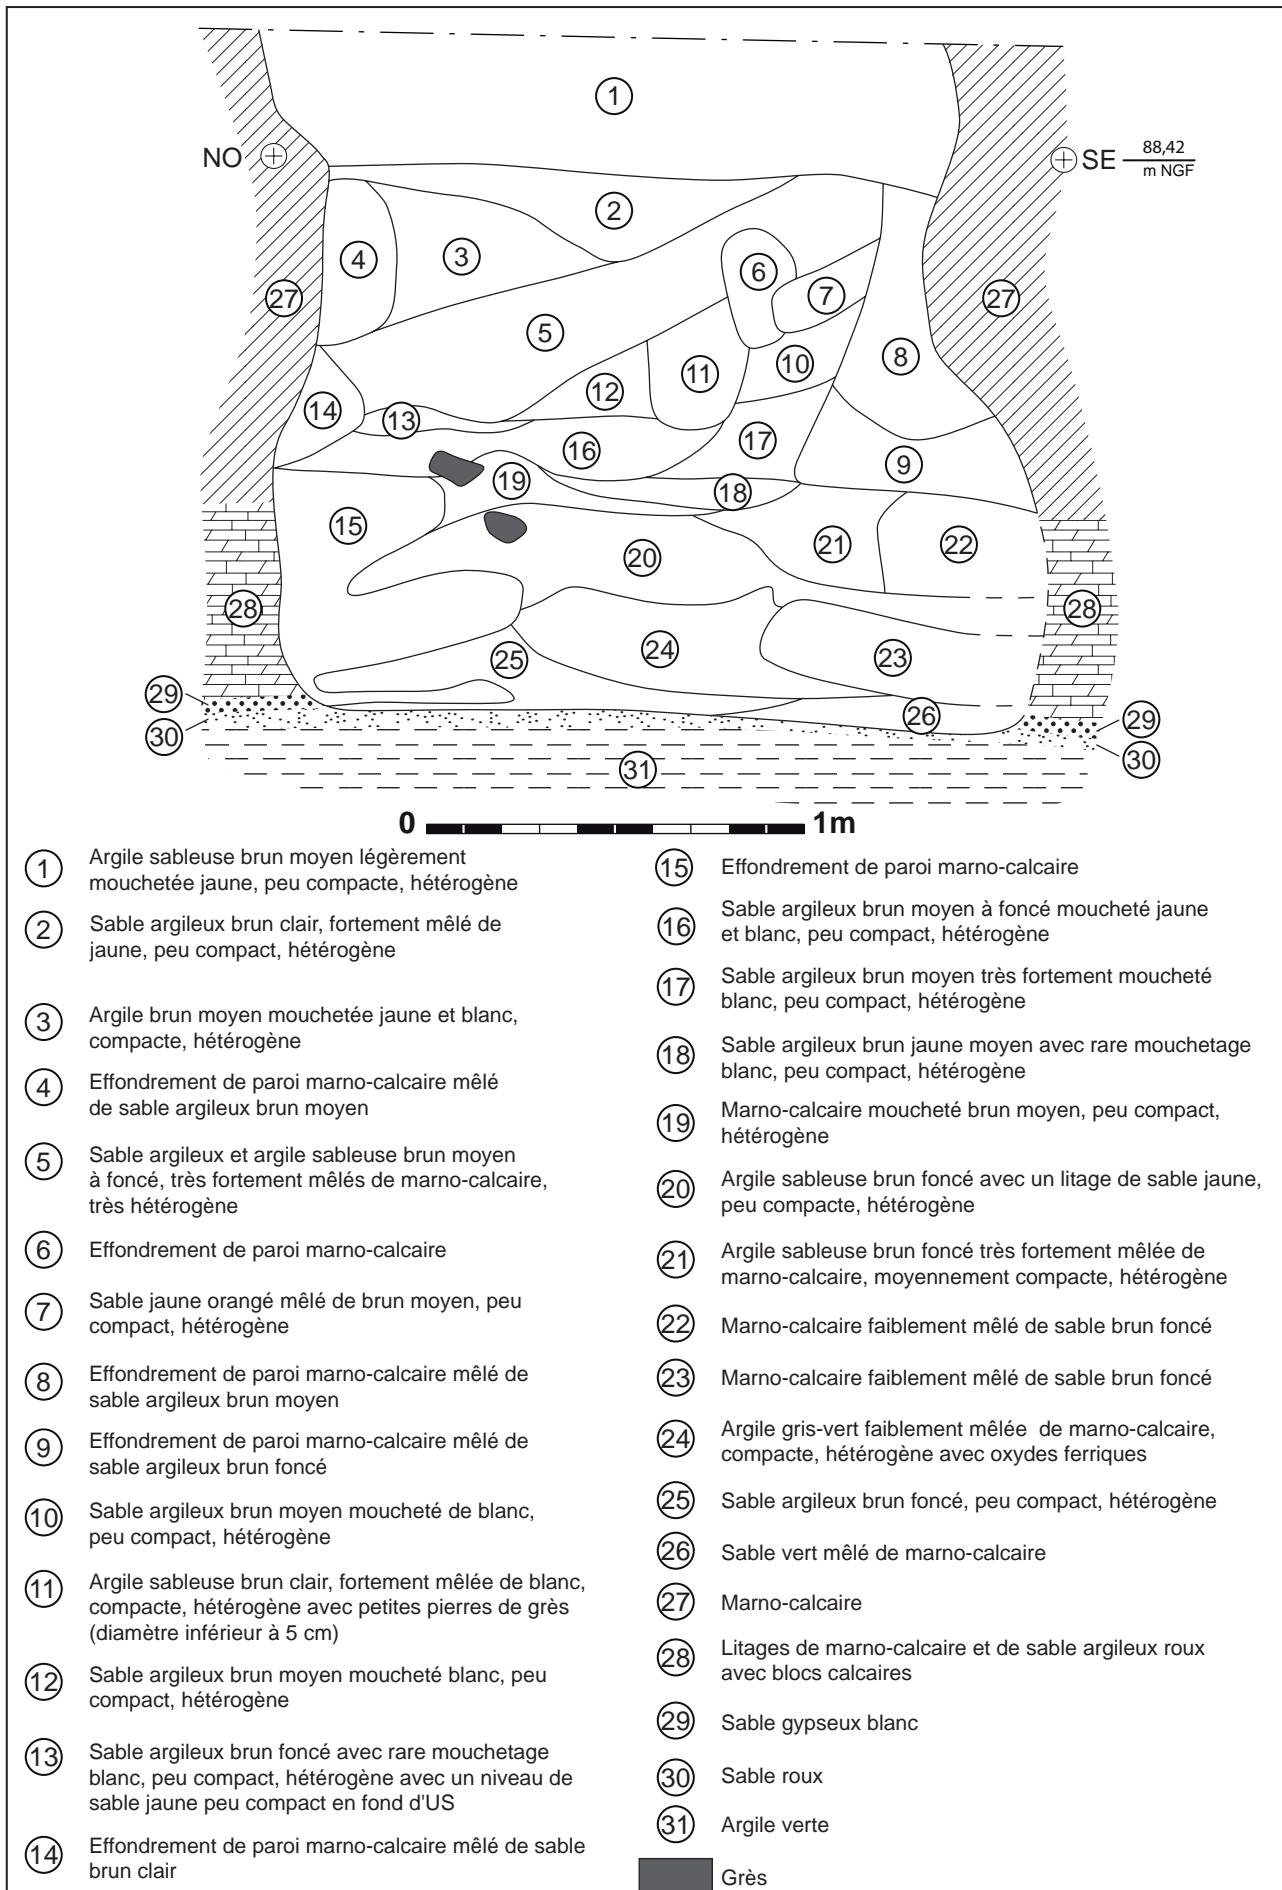 1
NO
SE 88,42
m NGF
2
4
3
6
7
27
27
5
8
10
11
12
14
13
17
16
9
19
18
15
21
22
20
28
28
24
23
25
29
26
29
30
30
31
0 1m
1 Argile sableuse brun moyen légèrement
mouchetée jaune, peu compacte, hétérogène
2 Sable argileux brun clair, fortement mêlé de
jaune, peu compact, hétérogène
3 Argile brun moyen mouchetée jaune et blanc,
compacte, hétérogène
4 Effondrement de paroi marno-calcaire mêlé
de sable argileux brun moyen
5 Sable argileux et argile sableuse brun moyen
à foncé, très fortement mêlés de marno-calcaire,
très hétérogène
6 Effondrement de paroi marno-calcaire
7 Sable jaune orangé mêlé de brun moyen, peu
compact, hétérogène
8 Effondrement de paroi marno-calcaire mêlé de
sable argileux brun moyen
9 Effondrement de paroi marno-calcaire mêlé de
sable argileux brun foncé
10 Sable argileux brun moyen moucheté de blanc,
peu compact, hétérogène
11 Argile sableuse brun clair, fortement mêlée de blanc,
compacte, hétérogène avec petites pierres de grès
(diamètre inférieur à 5 cm)
12 Sable argileux brun moyen moucheté blanc, peu
compact, hétérogène
13 Sable argileux brun foncé avec rare mouchetage
blanc, peu compact, hétérogène avec un niveau de
sable jaune peu compact en fond d'US
14 Effondrement de paroi marno-calcaire mêlé de sable
brun clair
15 Effondrement de paroi marno-calcaire
16 Sable argileux brun moyen à foncé moucheté jaune
et blanc, peu compact, hétérogène
17 Sable argileux brun moyen très fortement moucheté
blanc, peu compact, hétérogène
18 Sable argileux brun jaune moyen avec rare mouchetage
blanc, peu compact, hétérogène
19 Marno-calcaire moucheté brun moyen, peu compact,
hétérogène
20 Argile sableuse brun foncé avec un litage de sable jaune,
peu compacte, hétérogène
21 Argile sableuse brun foncé très fortement mêlée de
marno-calcaire, moyennement compacte, hétérogène
22 Marno-calcaire faiblement mêlé de sable brun foncé
23 Marno-calcaire faiblement mêlé de sable brun foncé
24 Argile gris-vert faiblement mêlée de marno-calcaire,
compacte, hétérogène avec oxydes ferriques
25 Sable argileux brun foncé, peu compact, hétérogène
26 Sable vert mêlé de marno-calcaire
27 Marno-calcaire
28 Litages de marno-calcaire et de sable argileux roux
avec blocs calcaires
29 Sable gypseux blanc
30 Sable roux
31 Argile verte
Grès